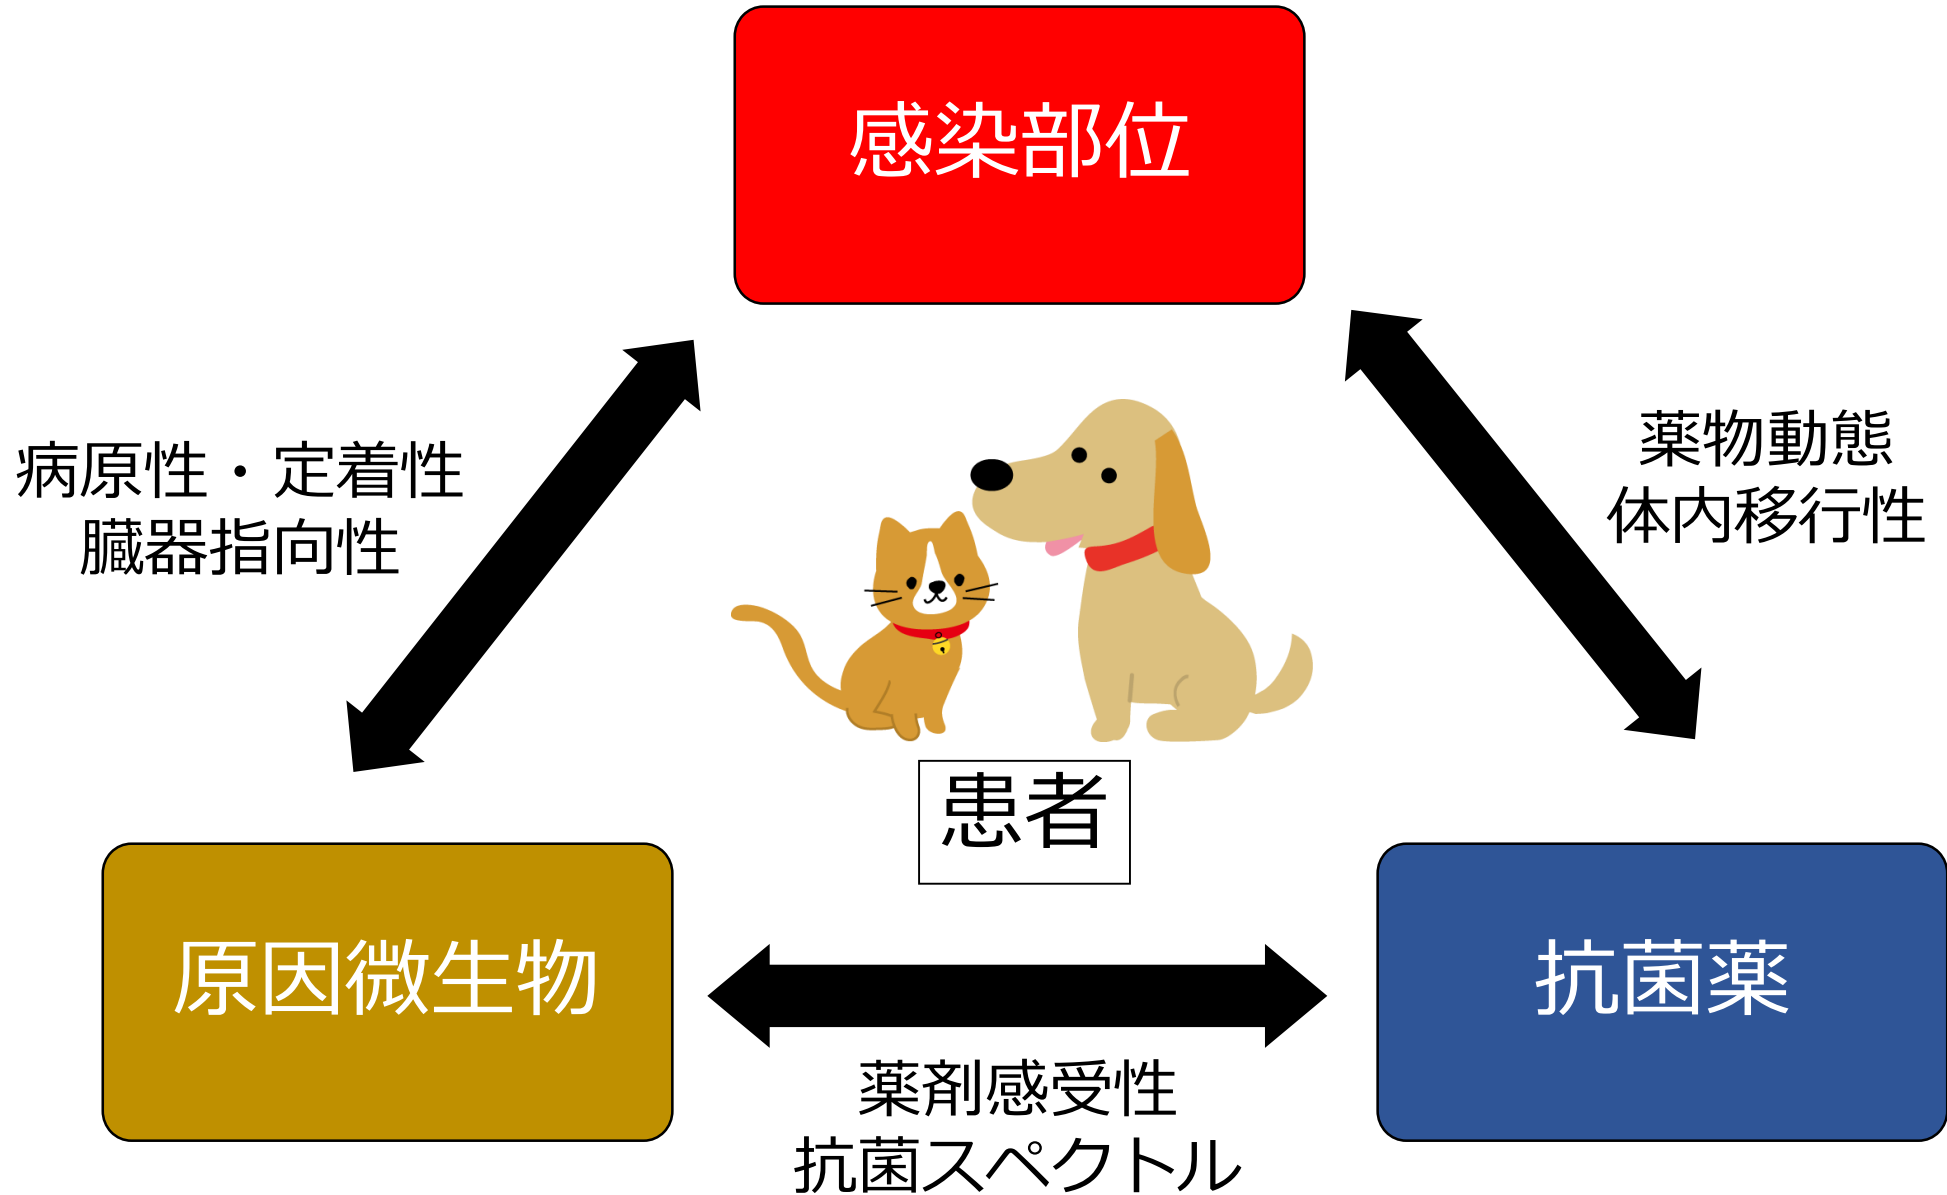 感染部位
病原性・定着性
臓器指向性
薬物動態
体内移行性
患者
原因微生物
抗菌薬
薬剤感受性
抗菌スペクトル